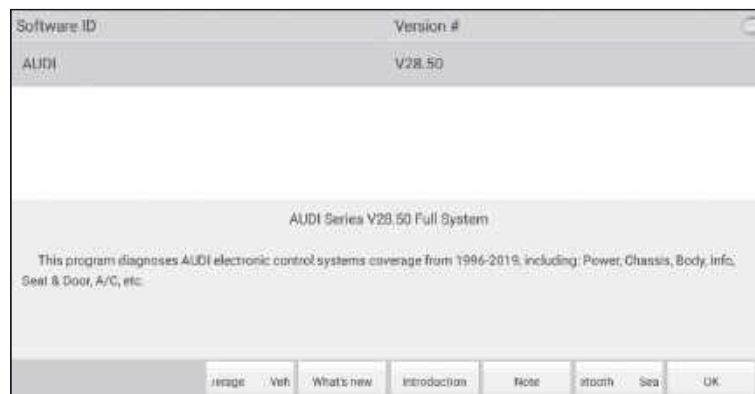 Software ID Version #
AUDI V28.50
AUDI Series V28.50 Full System
This program diagnoses AUDI electronic control systems coverage from 1996-2019, including: Power, Chassis, Body, Info,
Seat & Door, A/C, etc.
erage Veh What's new Introduction Note etooth Sea OK